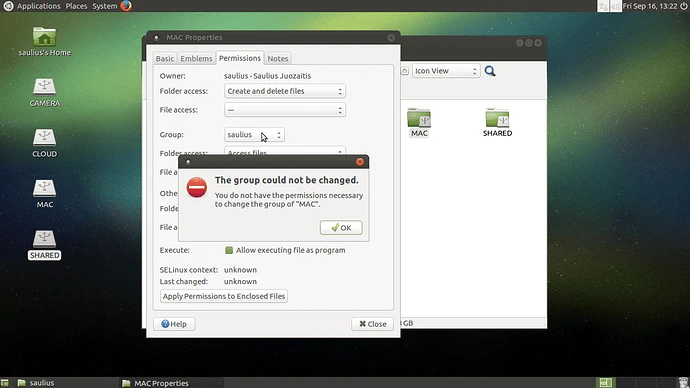 Applications Places System
Fri Sep 16, 13:22
saulius's Home
CAMERA
CLOUD
MAC
SHARED
MAC Properties
Basic Emblems Permissions Notes
Owner: saulius - Saulius Juozaitis
Folder access: Create and delete files
File access: —
Group: saulius
Folder access: Access files
File a
The group could not be changed.
You do not have the permissions necessary
to change the group of "MAC".
OK
Othe
Folde
File a
Execute: Allow executing file as program
SELinux context: unknown
Last changed: unknown
Apply Permissions to Enclosed Files
Help
Close
Icon View
MAC
SHARED
GB
saulius
MAC Properties